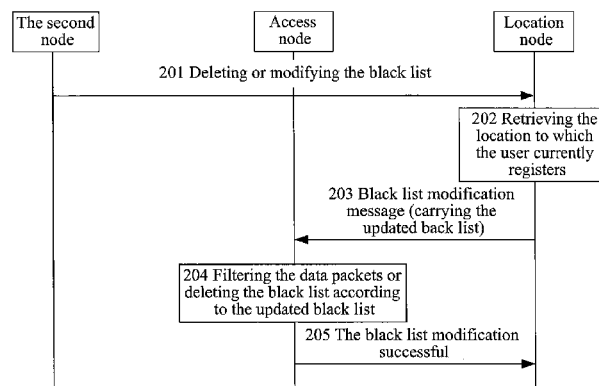 The second
node
Access
node
Location
node
201 Deleting or modifying the black list
202 Retrieving the
location to which
the user currently
registers
203 Black list modification
message (carrying the
updated back list)
204 Filtering the data packets or
deleting the black list according
to the updated black list
205 The black list modification
successful